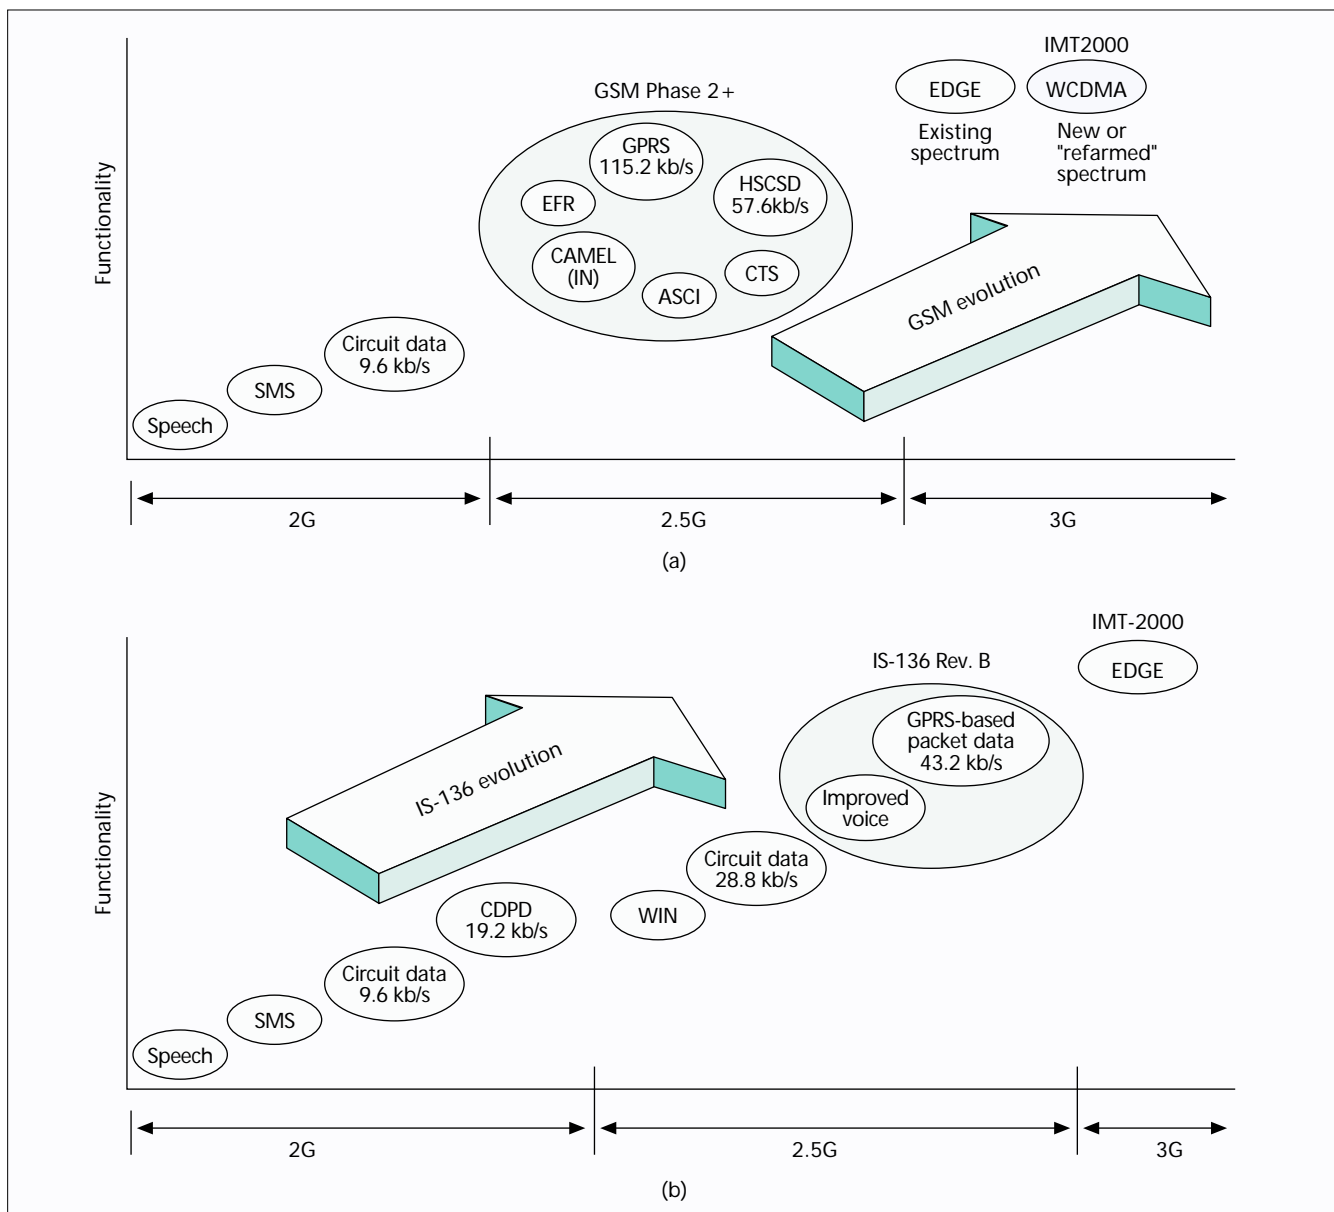 IMT2000
EDGE
WCDMA
Existing
spectrum
New or
"refarmed"
spectrum
GSM Phase 2+
GPRS
115.2 kb/s
HSCSD
57.6kb/s
EFR
CAMEL
(IN)
ASCI
CTS
GSM evolution
Functionality
Circuit data
9.6 kb/s
SMS
Speech
2G
2.5G
3G
(a)
IMT-2000
EDGE
IS-136 Rev. B
GPRS-based
packet data
43.2 kb/s
Improved
voice
IS-136 evolution
Functionality
Circuit data
28.8 kb/s
WIN
CDPD
19.2 kb/s
Circuit data
9.6 kb/s
SMS
Speech
2G
2.5G
3G
(b)